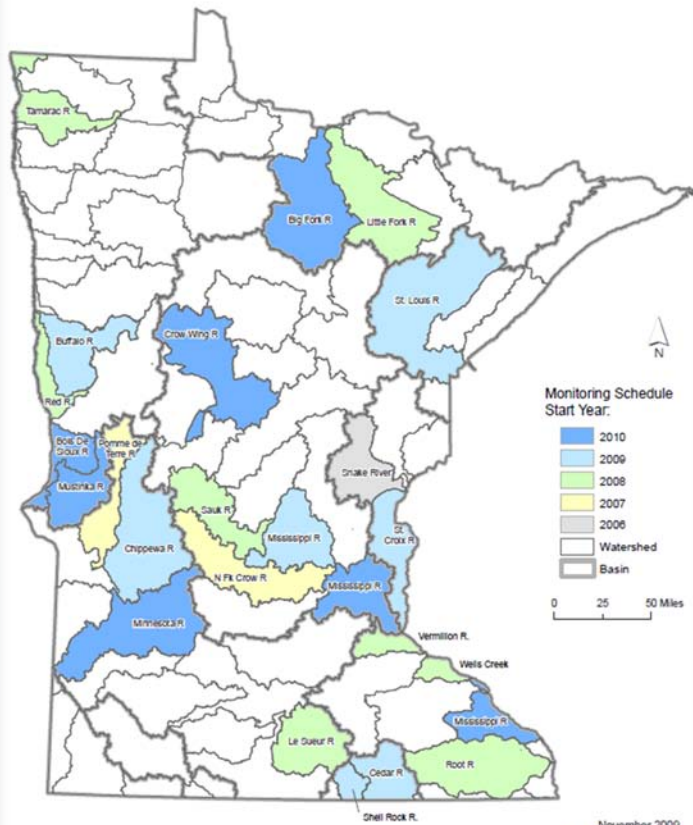 Tamarac R.
Big Fork R.
Little Fork R.
St. Louis R.
Crow Wing R.
Buffalo R.
Red R.
Bois De
Sioux R.
Pomme de
Terre R.
Mustinka R.
Snake River
Sauk R.
Mississippi R.
St.
Croix R.
Chippewa R.
N Fk Crow R.
Mississippi R.
Minnesota R.
Vermillion R.
Wells Creek
Mississippi R.
Le Sueur R.
Root R.
Cedar R.
Shell Rock R.
N
Monitoring Schedule
Start Year:
2010
2009
2008
2007
2006
Watershed
Basin
0 25 50 Miles
November 2009